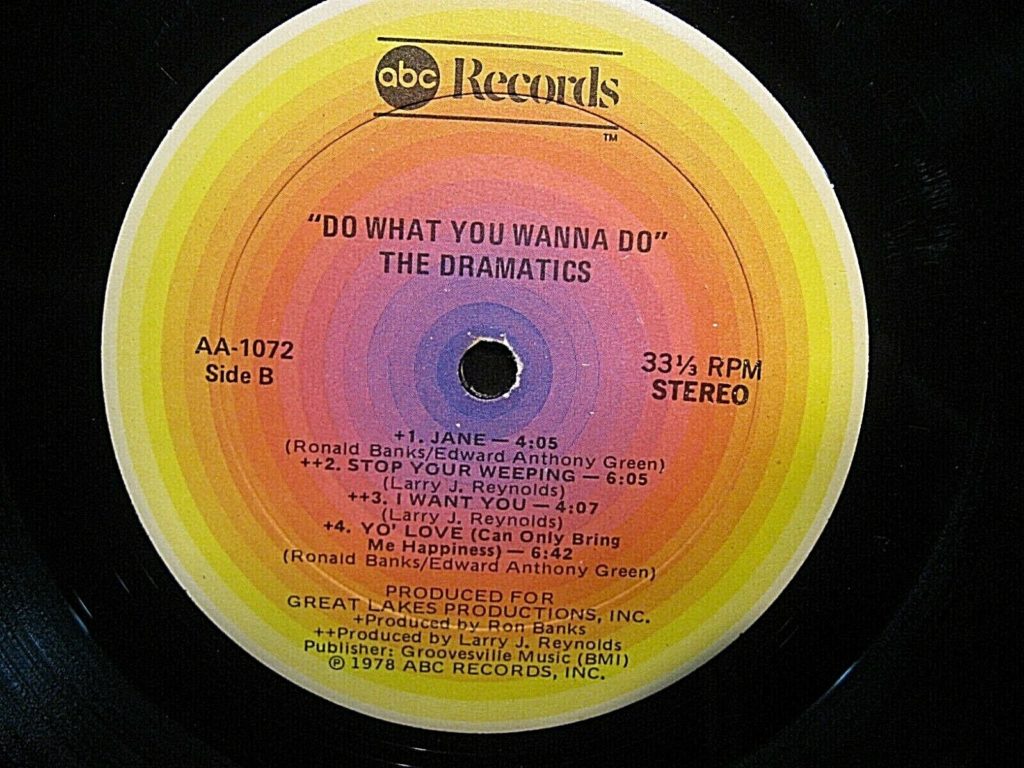 abc Records
TM
"DO WHAT YOU WANNA DO"
THE DRAMATICS
AA-1072
Side B
33⅓ RPM
STEREO
+1. JANE — 4:05
(Ronald Banks/Edward Anthony Green)
++2. STOP YOUR WEEPING — 6:05
(Larry J. Reynolds)
++3. I WANT YOU — 4:07
(Larry J. Reynolds)
+4. YO' LOVE (Can Only Bring
Me Happiness) — 6:42
(Ronald Banks/Edward Anthony Green)
PRODUCED FOR
GREAT LAKES PRODUCTIONS, INC.
+Produced by Ron Banks
++Produced by Larry J. Reynolds
Publisher: Groovesville Music (BMI)
℗ 1978 ABC RECORDS, INC.